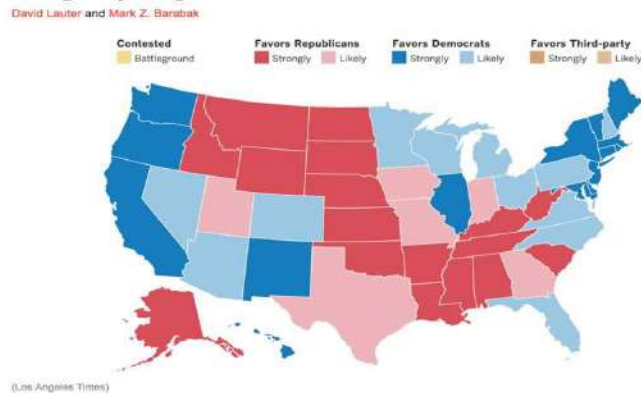 David Lauter and Mark Z. Barabak
Contested
Battleground
Favors Republicans
Strongly Likely
Favors Democrats
Strongly Likely
Favors Third-party
Strongly Likely
(Los Angeles Times)